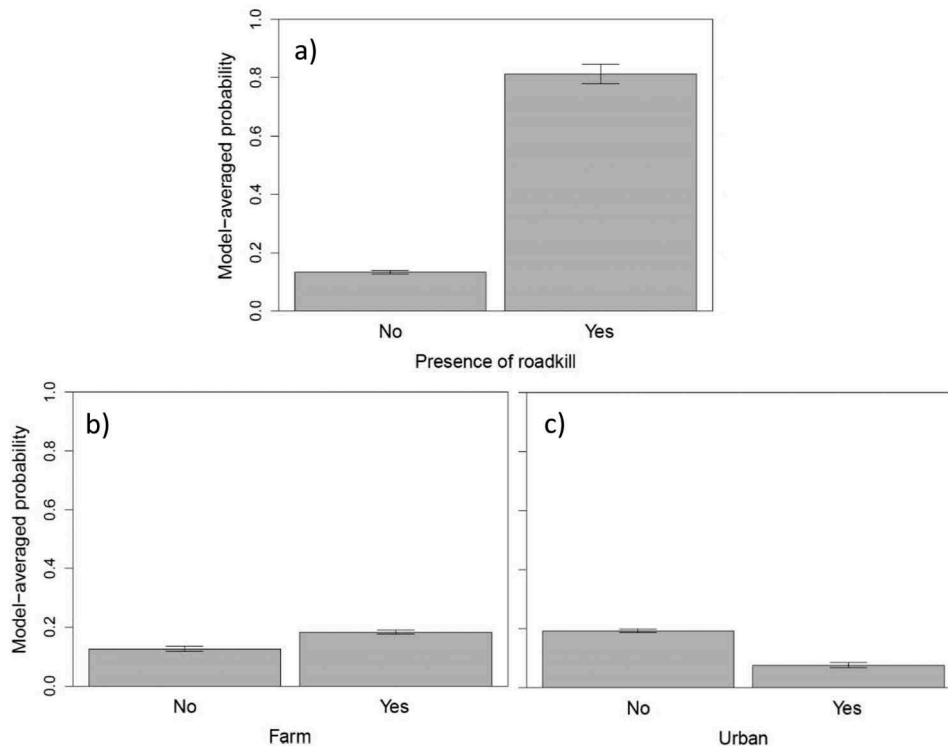 a)
Model-averaged probability
1.0
0.8
0.6
0.4
0.2
0.0
No Yes
Presence of roadkill
b)
Model-averaged probability
1.0
0.8
0.6
0.4
0.2
0.0
No Yes
Farm
c)
No Yes
Urban